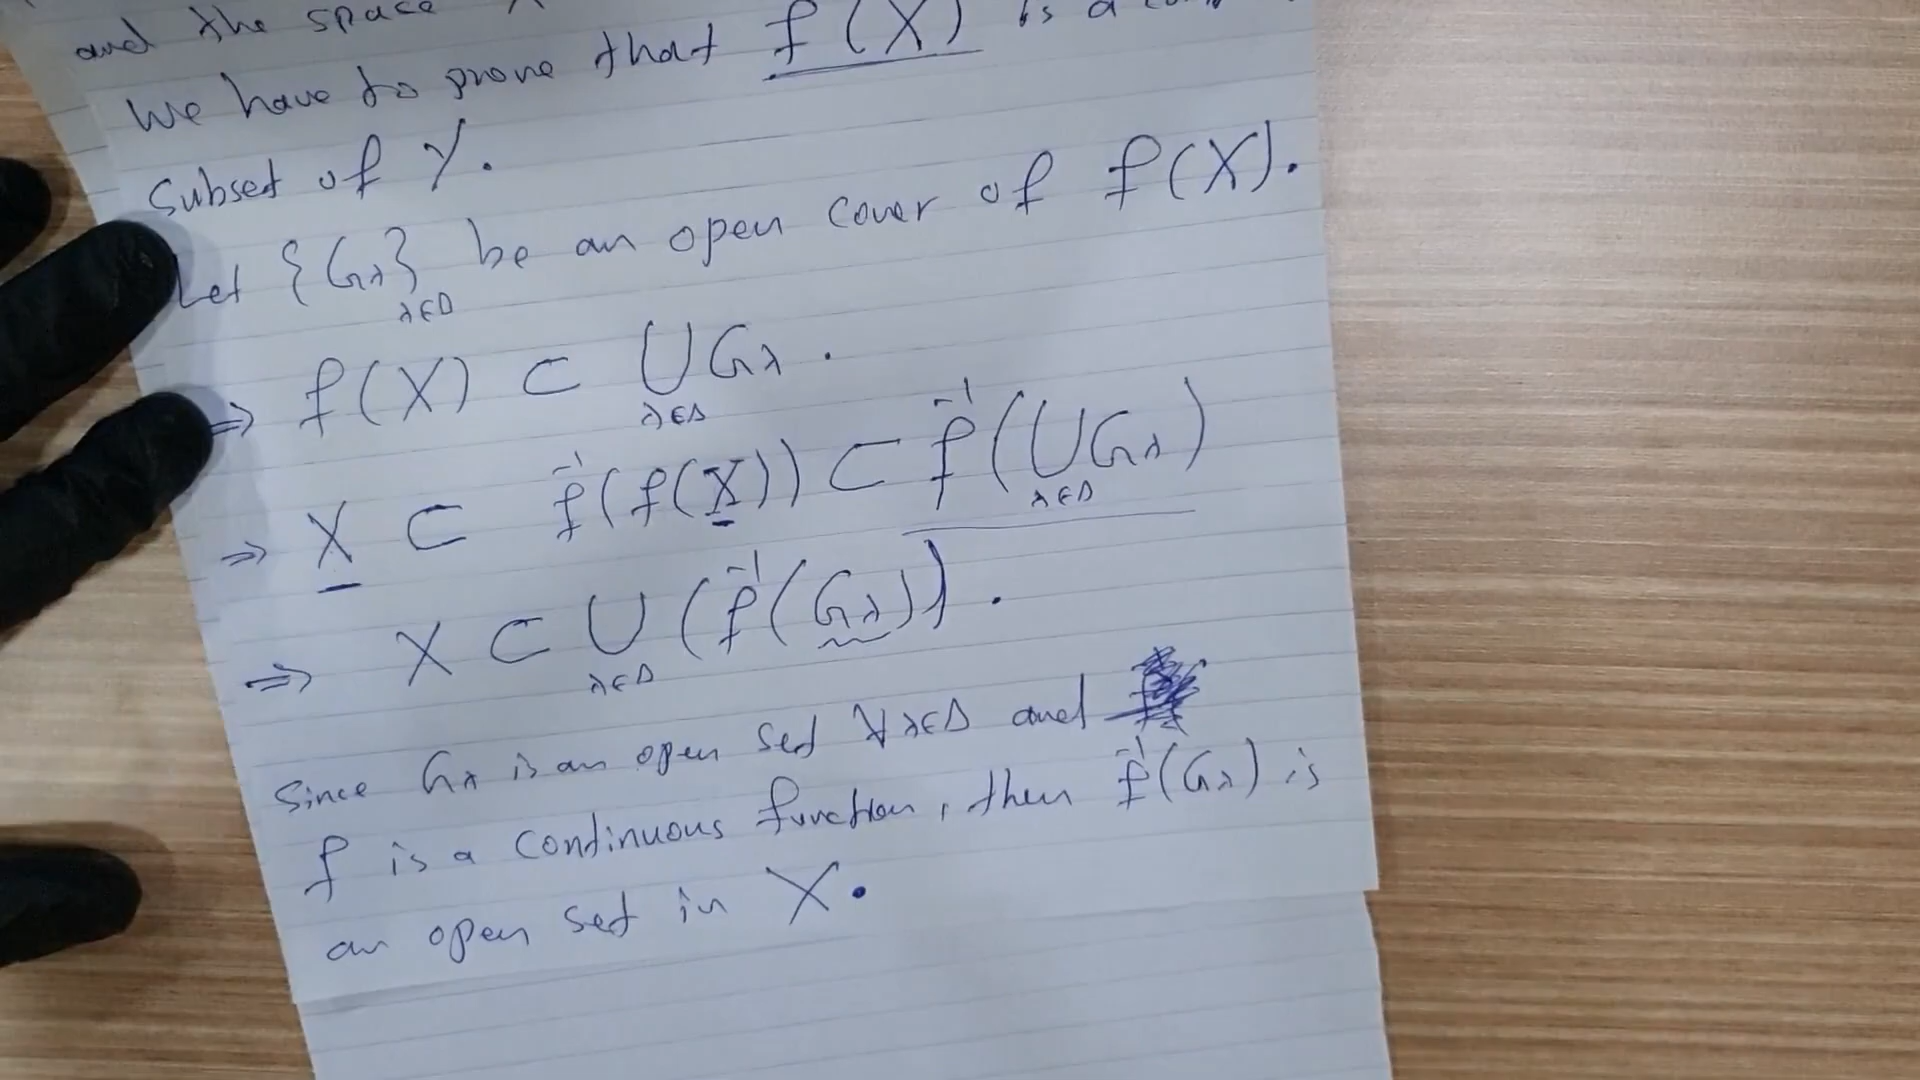 and the space X
We have to prove that f(X) is a
Subset of Y.
Let {Gλ}λ∈Δ be an open cover of f(X).
⇒ f(X) ⊂ ∪λ∈Δ Gλ .
⇒ X ⊂ f⁻¹(f(X)) ⊂ f⁻¹(∪λ∈Δ Gλ)
⇒ X ⊂ ∪λ∈Δ (f⁻¹(Gλ)) .
Since Gλ is an open set ∀λ∈Δ and
f is a continuous function, then f⁻¹(Gλ) is
an open set in X.